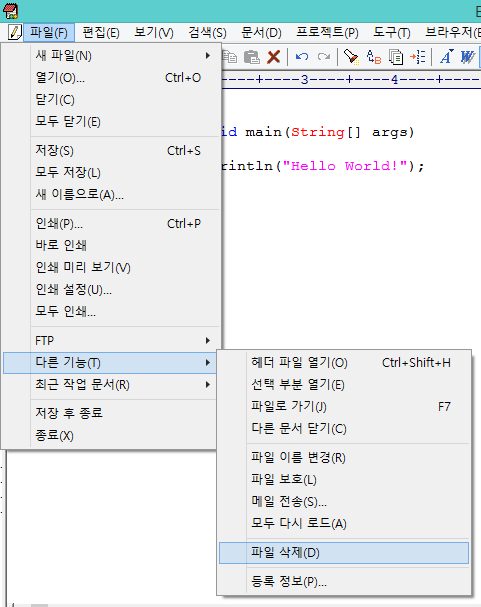 파일(F) 편집(E) 보기(V) 검색(S) 문서(D) 프로젝트(P) 도구(T) 브라우저(E
새 파일(N)
열기(O)... Ctrl+O
닫기(C)
모두 닫기(E)
저장(S) Ctrl+S
모두 저장(L)
새 이름으로(A)...
인쇄(P)... Ctrl+P
바로 인쇄
인쇄 미리 보기(V)
인쇄 설정(U)...
모두 인쇄...
FTP
다른 기능(T)
최근 작업 문서(R)
저장 후 종료
종료(X)
----+----3----+----4----+----
id main(String[] args)
rintln("Hello World!");
헤더 파일 열기(O) Ctrl+Shift+H
선택 부분 열기(E)
파일로 가기(J) F7
다른 문서 닫기(C)
파일 이름 변경(R)
파일 보호(L)
메일 전송(S)...
모두 다시 로드(A)
파일 삭제(D)
등록 정보(P)...